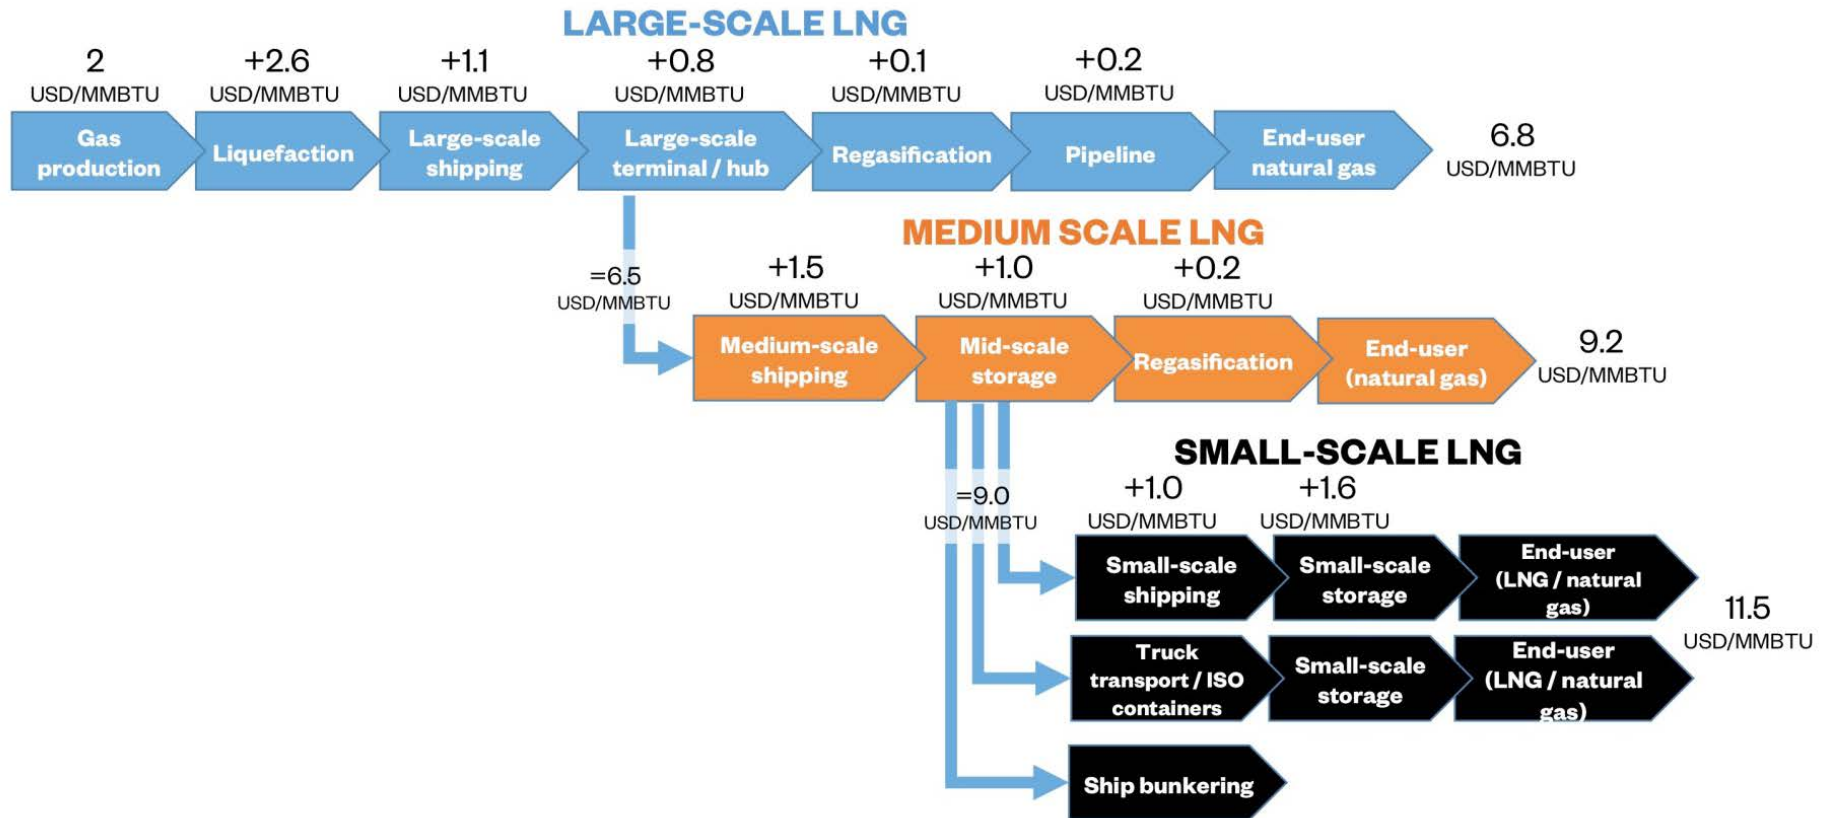 LARGE-SCALE LNG
2
USD/MMBTU
+2.6
USD/MMBTU
+1.1
USD/MMBTU
+0.8
USD/MMBTU
+0.1
USD/MMBTU
+0.2
USD/MMBTU
Gas
production
Liquefaction
Large-scale
shipping
Large-scale
terminal / hub
Regasification
Pipeline
End-user
natural gas
6.8
USD/MMBTU
=6.5
USD/MMBTU
MEDIUM SCALE LNG
+1.5
USD/MMBTU
+1.0
USD/MMBTU
+0.2
USD/MMBTU
Medium-scale
shipping
Mid-scale
storage
Regasification
End-user
(natural gas)
9.2
USD/MMBTU
=9.0
USD/MMBTU
SMALL-SCALE LNG
+1.0
USD/MMBTU
+1.6
USD/MMBTU
Small-scale
shipping
Small-scale
storage
End-user
(LNG / natural
gas)
11.5
USD/MMBTU
Truck
transport / ISO
containers
Small-scale
storage
End-user
(LNG / natural
gas)
Ship bunkering